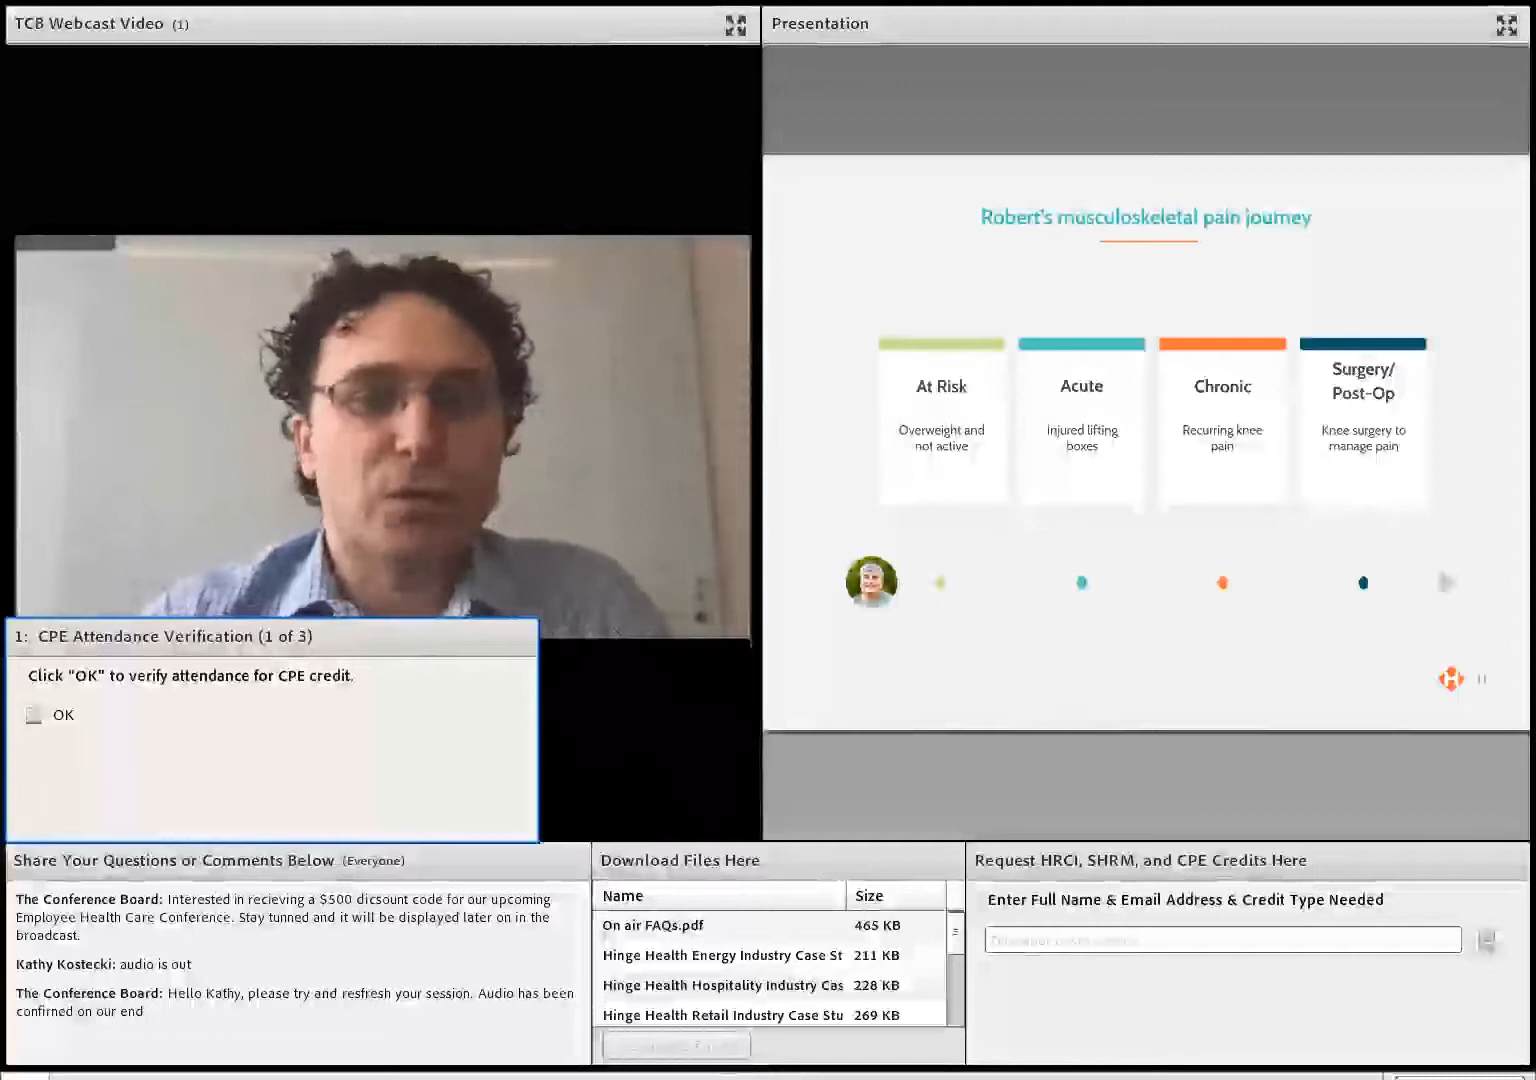 TCB Webcast Video (1)
Presentation
Robert's musculoskeletal pain journey
At Risk
Overweight and
not active
Acute
Injured lifting
boxes
Chronic
Recurring knee
pain
Surgery/
Post-Op
Knee surgery to
manage pain
H
11
1: CPE Attendance Verification (1 of 3)
Click "OK" to verify attendance for CPE credit.
OK
Share Your Questions or Comments Below (Everyone)
The Conference Board: Interested in recieving a $500 dicsount code for our upcoming
Employee Health Care Conference. Stay tunned and it will be displayed later on in the
broadcast.
Kathy Kostecki: audio is out
The Conference Board: Hello Kathy, please try and resfresh your session. Audio has been
confirned on our end
Download Files Here
Name Size
On air FAQs.pdf 465 KB
Hinge Health Energy Industry Case St 211 KB
Hinge Health Hospitality Industry Cas 228 KB
Hinge Health Retail Industry Case Stu 269 KB
Request HRCI, SHRM, and CPE Credits Here
Enter Full Name & Email Address & Credit Type Needed